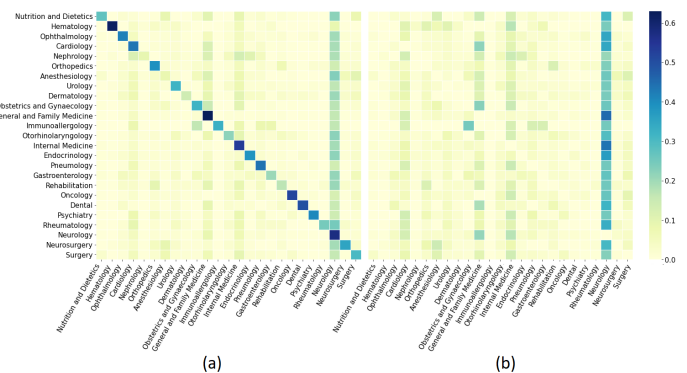 Nutrition and Dietetics
Hematology
Ophthalmology
Cardiology
Nephrology
Orthopedics
Anesthesiology
Urology
Dermatology
Obstetrics and Gynaecology
General and Family Medicine
Immunoallergology
Otorhinolaryngology
Internal Medicine
Endocrinology
Pneumology
Gastroenterology
Rehabilitation
Oncology
Dental
Psychiatry
Rheumatology
Neurology
Neurosurgery
Surgery
Nutrition and Dietetics
Hematology
Ophthalmology
Cardiology
Nephrology
Orthopedics
Anesthesiology
Urology
Dermatology
Obstetrics and Gynaecology
General and Family Medicine
Immunoallergology
Otorhinolaryngology
Internal Medicine
Endocrinology
Pneumology
Gastroenterology
Rehabilitation
Oncology
Dental
Psychiatry
Rheumatology
Neurology
Neurosurgery
Surgery
Nutrition and Dietetics
Hematology
Ophthalmology
Cardiology
Nephrology
Orthopedics
Anesthesiology
Urology
Dermatology
Obstetrics and Gynaecology
General and Family Medicine
Immunoallergology
Otorhinolaryngology
Internal Medicine
Endocrinology
Pneumology
Gastroenterology
Rehabilitation
Oncology
Dental
Psychiatry
Rheumatology
Neurology
Neurosurgery
Surgery
0.6
0.5
0.4
0.3
0.2
0.1
0.0
(a)
(b)